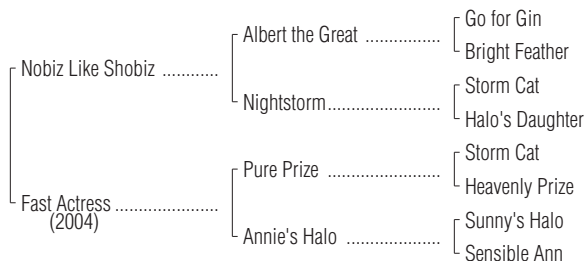 Go for Gin
Albert the Great ..................
Bright Feather
Nobiz Like Shobiz ............
Storm Cat
Nightstorm ...........................
Halo's Daughter
Storm Cat
Pure Prize ...........................
Heavenly Prize
Fast Actress .........................
(2004)
Sunny's Halo
Annie's Halo ......................
Sensible Ann